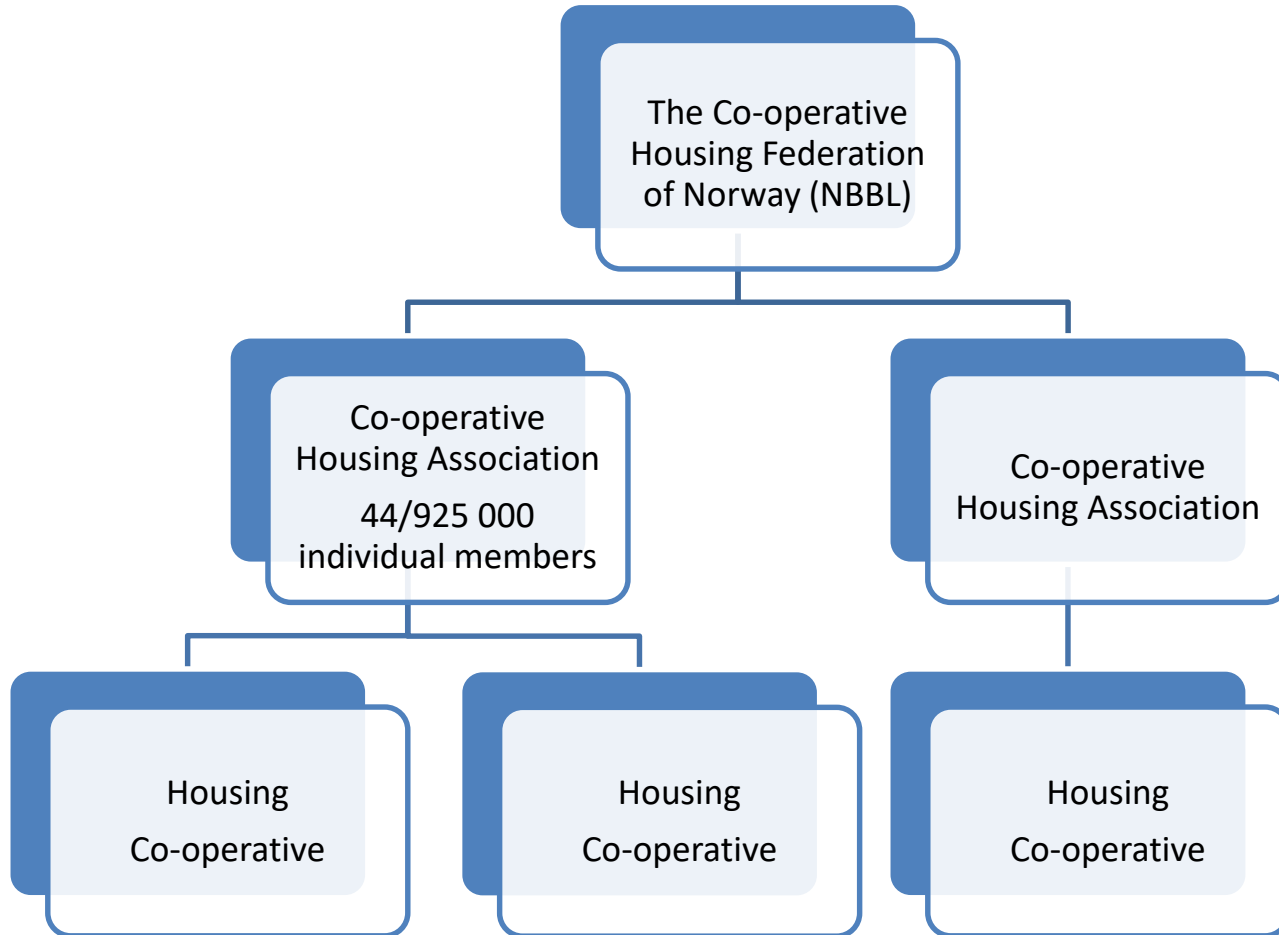 The Co-operative
Housing Federation
of Norway (NBBL)
Co-operative
Housing Association
44/925 000
individual members
Co-operative
Housing Association
Housing
Co-operative
Housing
Co-operative
Housing
Co-operative